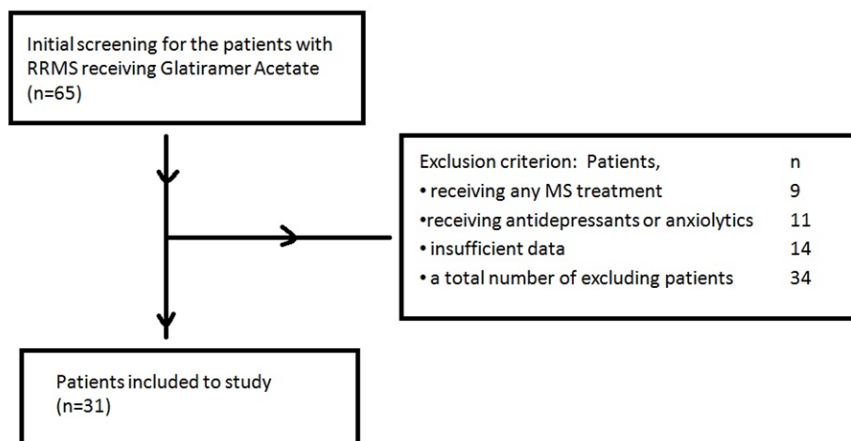 Initial screening for the patients with
RRMS receiving Glatiramer Acetate
(n=65)
Exclusion criterion: Patients, n
• receiving any MS treatment 9
•receiving antidepressants or anxiolytics 11
• insufficient data 14
• a total number of excluding patients 34
Patients included to study
(n=31)